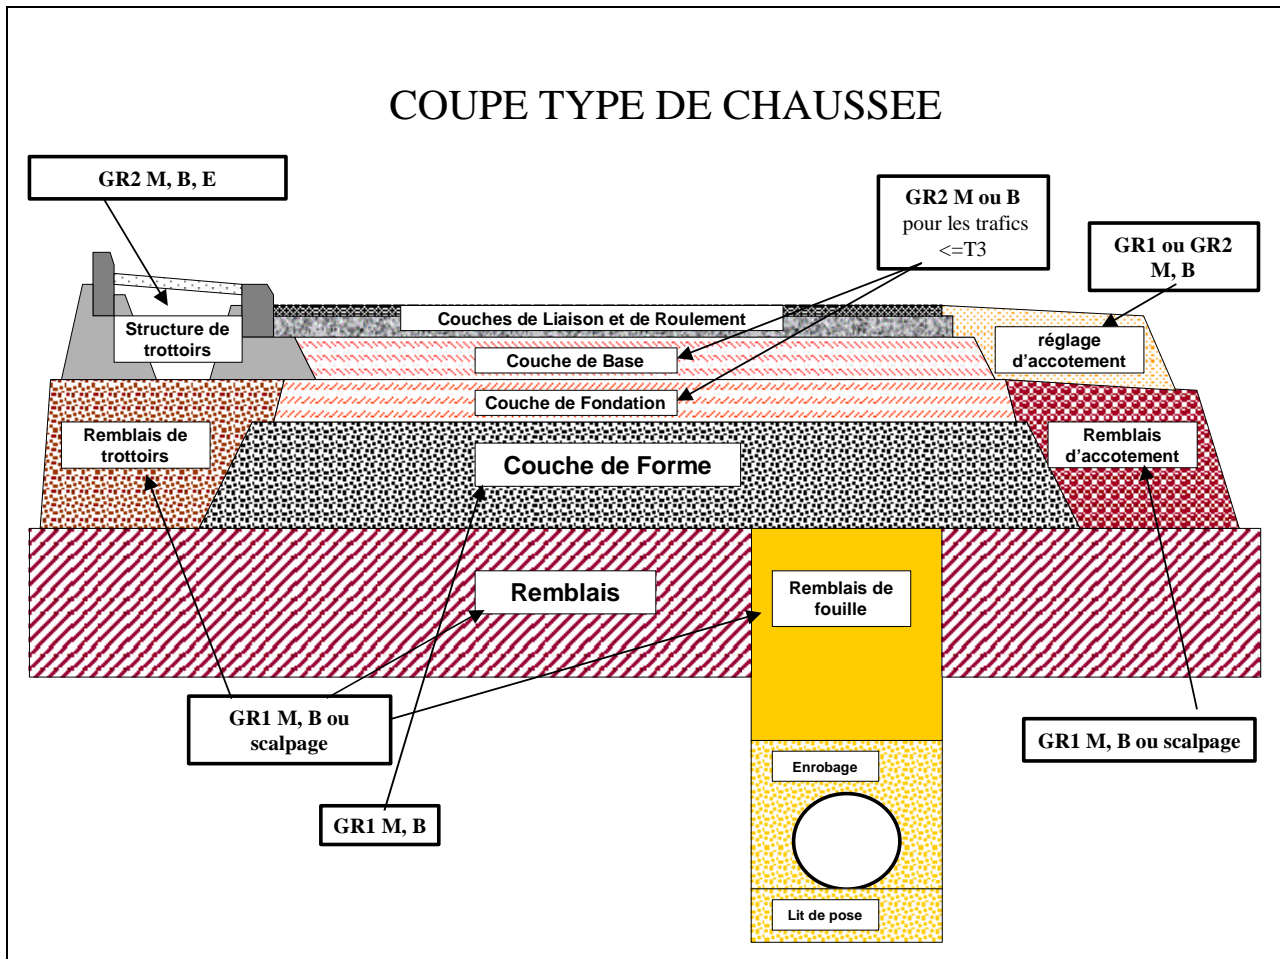 COUPE TYPE DE CHAUSSEE
GR2 M, B, E
GR2 M ou B
pour les trafics
<=T3
GR1 ou GR2
M, B
Structure de
trottoirs
Couches de Liaison et de Roulement
réglage
d'accotement
Couche de Base
Couche de Fondation
Remblais de
trottoirs
Couche de Forme
Remblais
d'accotement
Remblais
Remblais de
fouille
GR1 M, B ou
scalpage
GR1 M, B ou scalpage
Enrobage
GR1 M, B
Lit de pose